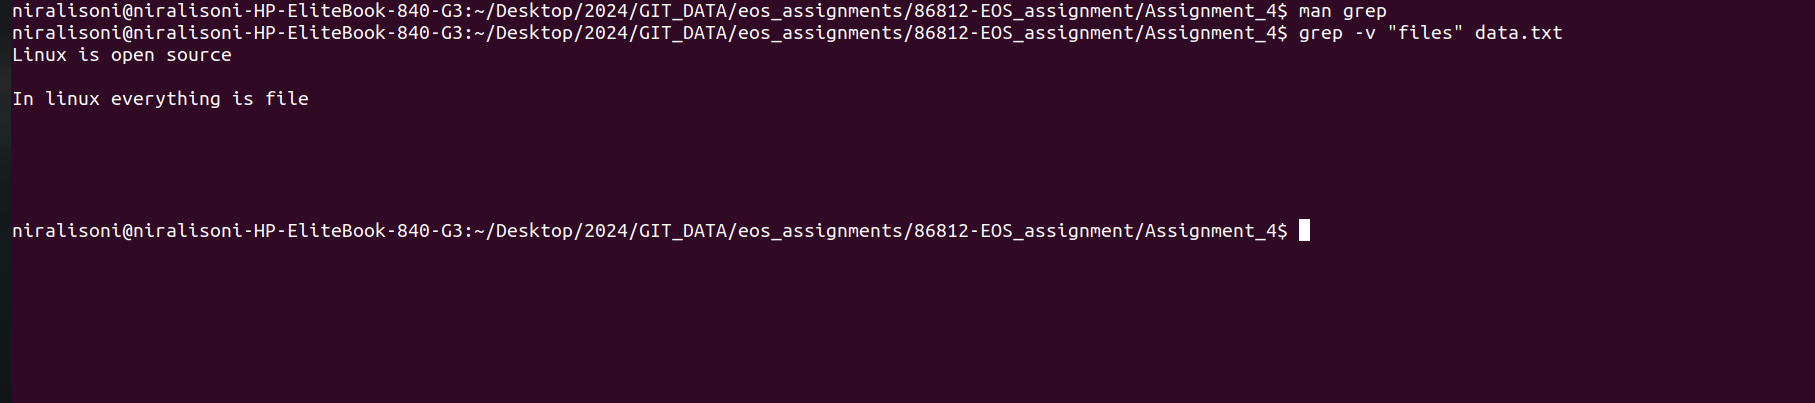 niralisoni@niralisoni-HP-EliteBook-840-G3:~/Desktop/2024/GIT_DATA/eos_assignments/86812-EOS_assignment/Assignment_4$ man grep
niralisoni@niralisoni-HP-EliteBook-840-G3:~/Desktop/2024/GIT_DATA/eos_assignments/86812-EOS_assignment/Assignment_4$ grep -v "files" data.txt
Linux is open source
In linux everything is file
niralisoni@niralisoni-HP-EliteBook-840-G3:~/Desktop/2024/GIT_DATA/eos_assignments/86812-EOS_assignment/Assignment_4$